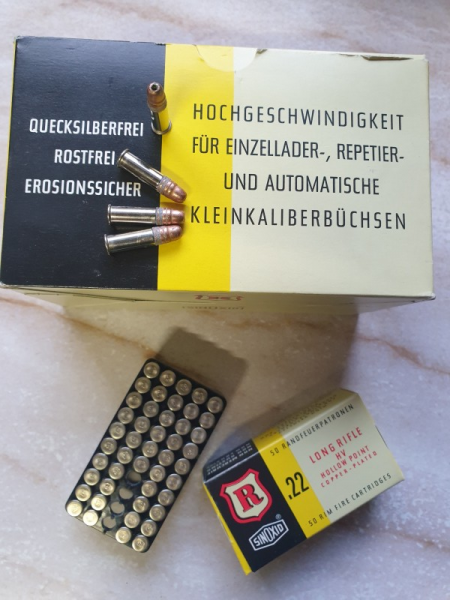 QUECKSILBERFREI
ROSTFREI
EROSIONSSICHER
HOCHGESCHWINDIGKEIT
FÜR EINZELLADER-, REPETIER-
UND AUTOMATISCHE
KLEINKALIBERBÜCHSEN
50 RANDFEUERPATRONEN
.22
LONG RIFLE
HV
HOLLOW POINT
COPPER-PLATED
50 RIM FIRE CARTRIDGES
R
SINOXID